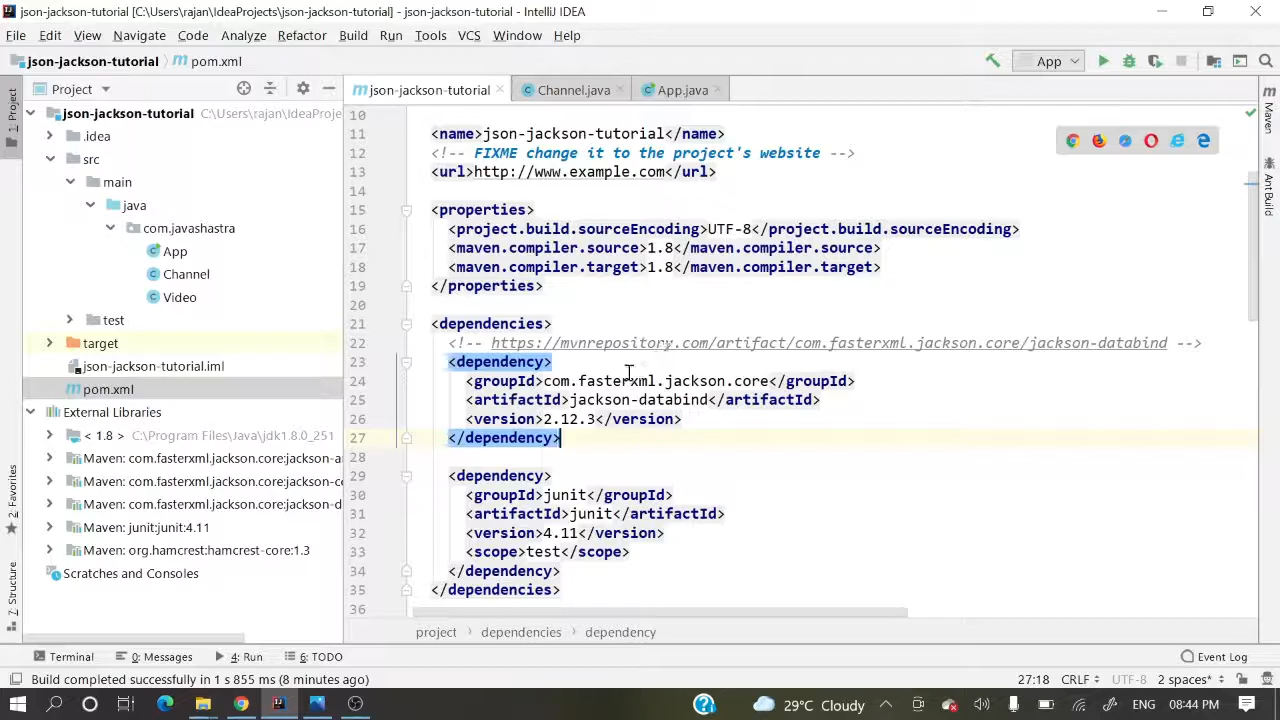 json-jackson-tutorial [C:\Users\rajan\IdeaProjects\json-jackson-tutorial] - pom.xml - IntelliJ IDEA
File Edit View Navigate Code Analyze Refactor Build Run Tools VCS Window Help
json-jackson-tutorial pom.xml App
Project
pom.xml Channel.java App.java
1: Project
2: Favorites
7: Structure
json-jackson-tutorial C:\Users\rajan\IdeaProje
.idea
src
main
java
com.javashastra
App
Channel
Video
test
target
json-jackson-tutorial.iml
pom.xml
External Libraries
< 1.8 > C:\Program Files\Java\jdk1.8.0_251
Maven: com.fasterxml.jackson.core:jackson-a
Maven: com.fasterxml.jackson.core:jackson-c
Maven: com.fasterxml.jackson.core:jackson-d
Maven: junit:junit:4.11
Maven: org.hamcrest:hamcrest-core:1.3
Scratches and Consoles
10
11 <name>json-jackson-tutorial</name>
12 <!-- FIXME change it to the project's website -->
13 <url>http://www.example.com</url>
14
15 <properties>
16 <project.build.sourceEncoding>UTF-8</project.build.sourceEncoding>
17 <maven.compiler.source>1.8</maven.compiler.source>
18 <maven.compiler.target>1.8</maven.compiler.target>
19 </properties>
20
21 <dependencies>
22 <!-- https://mvnrepository.com/artifact/com.fasterxml.jackson.core/jackson-databind -->
23 <dependency>
24 <groupId>com.fasterxml.jackson.core</groupId>
25 <artifactId>jackson-databind</artifactId>
26 <version>2.12.3</version>
27 </dependency>
28
29 <dependency>
30 <groupId>junit</groupId>
31 <artifactId>junit</artifactId>
32 <version>4.11</version>
33 <scope>test</scope>
34 </dependency>
35 </dependencies>
36
Maven
Ant Build
project › dependencies › dependency
Terminal 0: Messages 4: Run 6: TODO Event Log
Build completed successfully in 1 s 855 ms (8 minutes ago) 27:18 CRLF UTF-8 2 spaces*
29°C Cloudy ENG 08:44 PM